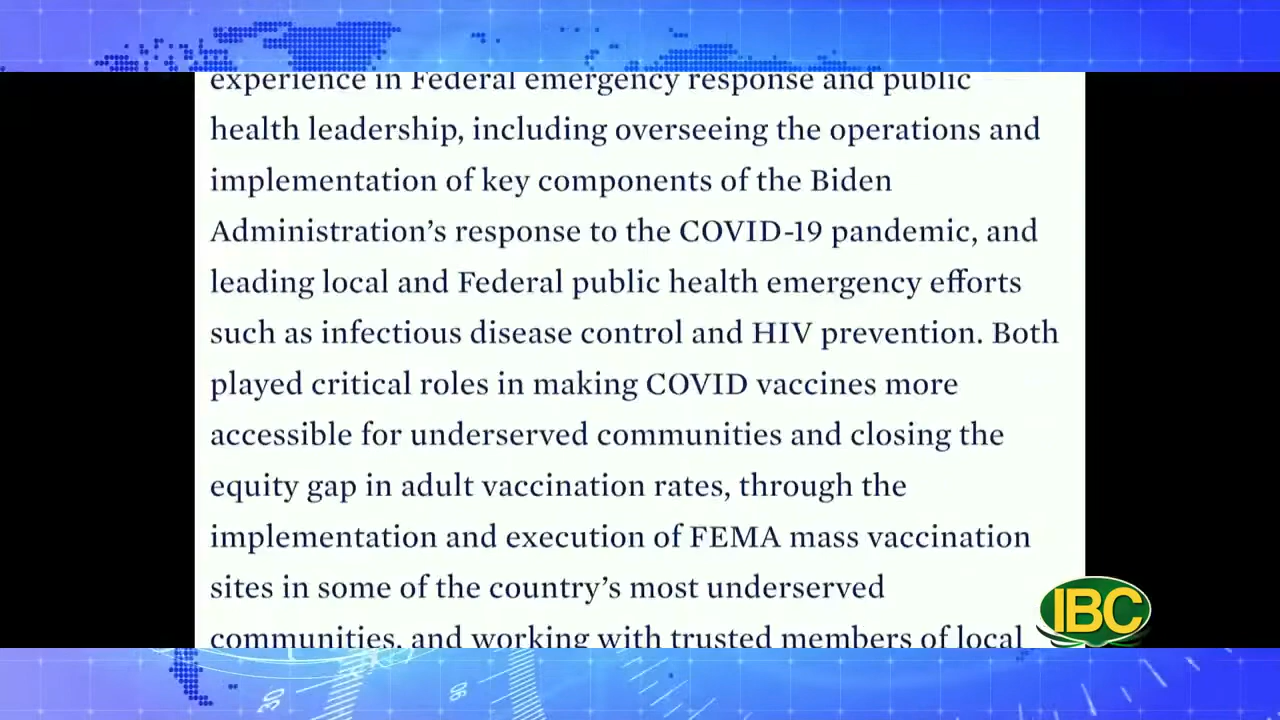 experience in Federal emergency response and public
health leadership, including overseeing the operations and
implementation of key components of the Biden
Administration’s response to the COVID-19 pandemic, and
leading local and Federal public health emergency efforts
such as infectious disease control and HIV prevention. Both
played critical roles in making COVID vaccines more
accessible for underserved communities and closing the
equity gap in adult vaccination rates, through the
implementation and execution of FEMA mass vaccination
sites in some of the country’s most underserved
communities, and working with trusted members of local
IBC